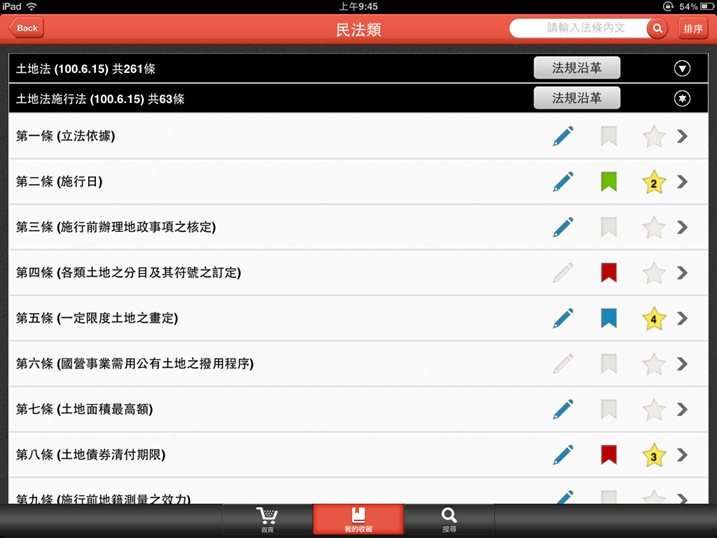 iPad 上午9:45 54%
Back 民法類 請輸入法條內文 排序
土地法 (100.6.15) 共261條 法規沿革
土地法施行法 (100.6.15) 共63條 法規沿革
第一條 (立法依據)
第二條 (施行日) 2
第三條 (施行前辦理地政事項之核定)
第四條 (各類土地之分目及其符號之訂定)
第五條 (一定限度土地之畫定) 4
第六條 (國營事業需用公有土地之撥用程序)
第七條 (土地面積最高額)
第八條 (土地債券清付期限) 3
第九條 (施行前地籍測量之效力)
首頁 我的收藏 搜尋